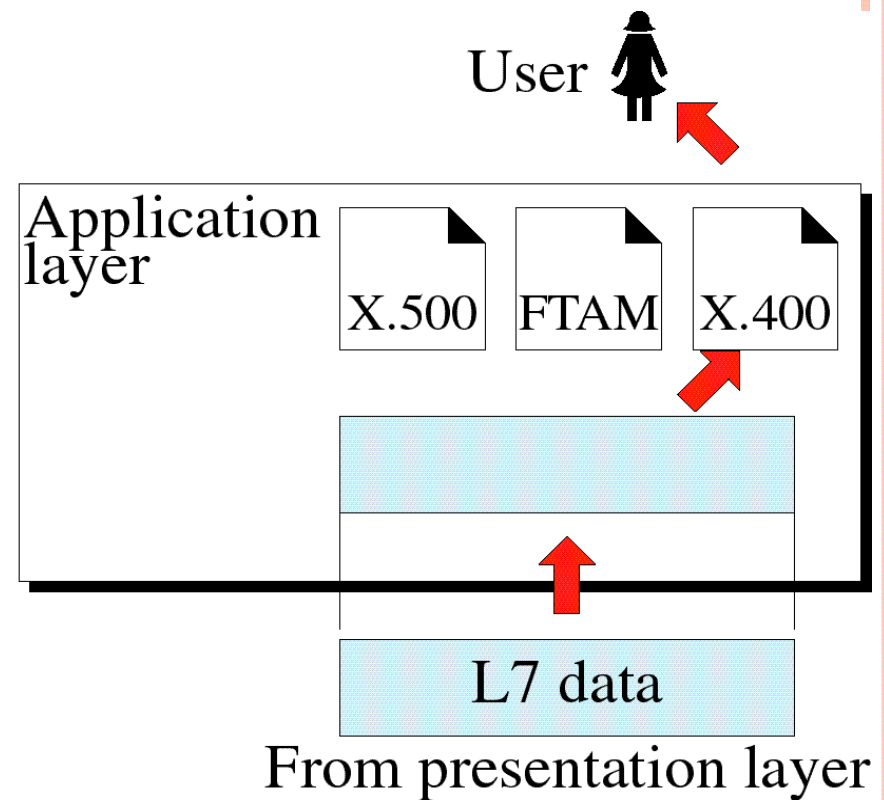 User
Application
layer
X.500 FTAM X.400
L7 data
From presentation layer